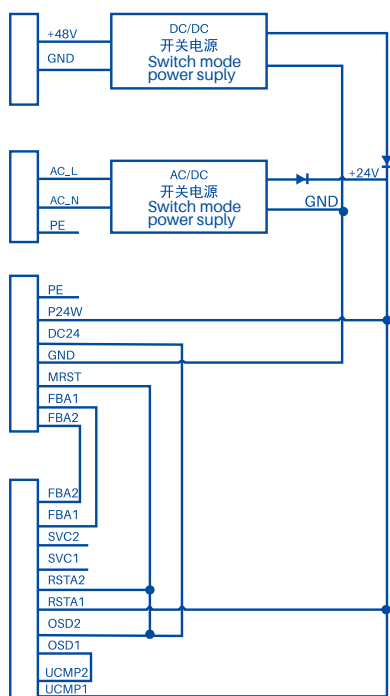 DC/DC
+48V
开关电源
GND
Switch mode
power suply
AC/DC
AC_L
+24V
开关电源
AC_N
Switch mode
GND
power suply
PE
PE
P24W
DC24
GND
MRST
FBA1
FBA2
FBA2
FBA1
SVC2
SVC1
RSTA2
RSTA1
OSD2
OSD1
UCMP2
UCMP1